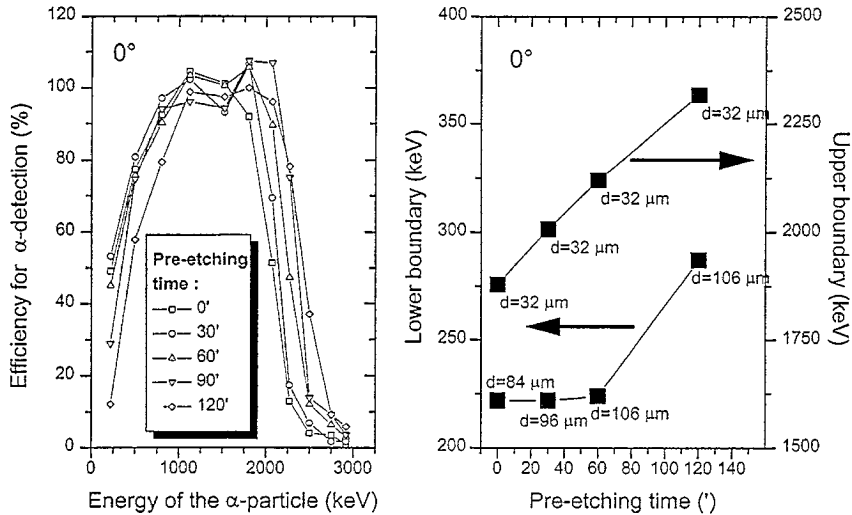 0°
120
100
80
60
40
20
0
Efficiency for α-detection (%)
Pre-etching
time :
0'
30'
60'
90'
120'
0
1000
2000
3000
Energy of the α-particle (keV)
0°
400
350
300
275
250
225
200
Lower boundary (keV)
2500
2250
2000
1750
1500
Upper boundary (keV)
d=32 μm
d=32 μm
d=32 μm
d=32 μm
d=106 μm
d=84 μm
d=96 μm
d=106 μm
0
20
40
60
80
100
120
140
Pre-etching time (')